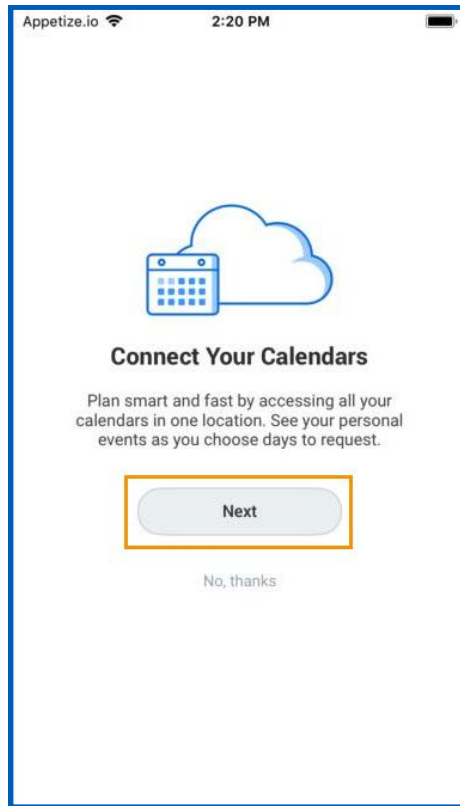 Appetize.io 2:20 PM
Connect Your Calendars
Plan smart and fast by accessing all your
calendars in one location. See your personal
events as you choose days to request.
Next
No, thanks